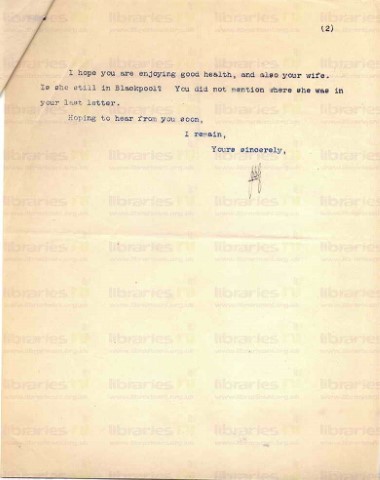 (2)
I hope you are enjoying good health, and also your wife.
Is she still in Blackpool? You did not mention where she was in
your last letter.
Hoping to hear from you soon,
I remain,
Yours sincerely,